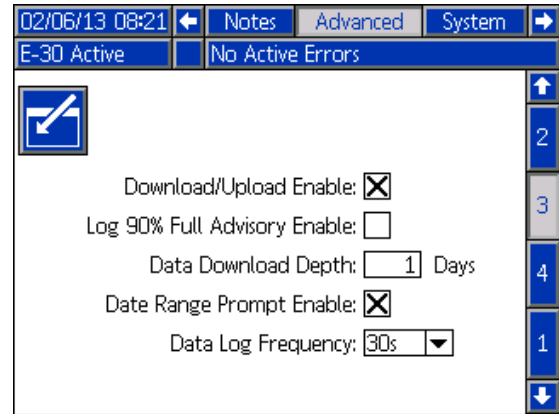 02/06/13 08:21 Notes Advanced System
E-30 Active No Active Errors
2
Download/Upload Enable:
3
Log 90% Full Advisory Enable:
Data Download Depth: 1 Days
4
Date Range Prompt Enable:
Data Log Frequency: 30s
1